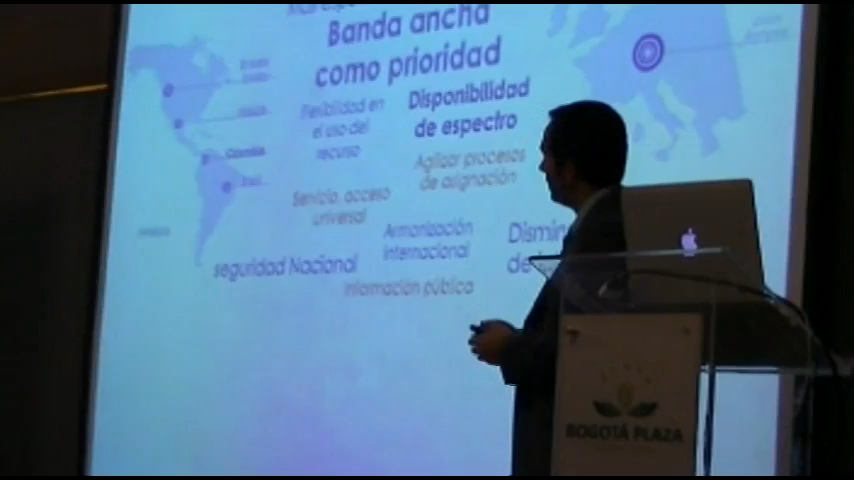 Banda ancha
como prioridad
Flexibilidad en
el uso del
recurso
Disponibilidad
de espectro
Agilizar procesos
de asignación
Servicio, acceso
universal
Armonización
internacional
seguridad Nacional
Información pública
Colombia
BOGOTÁ PLAZA